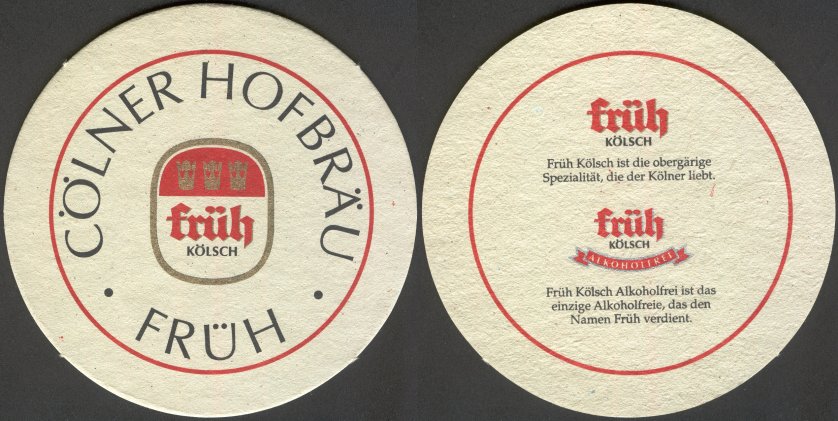 CÖLNER HOFBRÄU
früh
KÖLSCH
· FRÜH ·
früh
KÖLSCH
Früh Kölsch ist die obergärige
Spezialität, die der Kölner liebt.
früh
KÖLSCH
ALKOHOLFREI
Früh Kölsch Alkoholfrei ist das
einzige Alkoholfreie, das den
Namen Früh verdient.